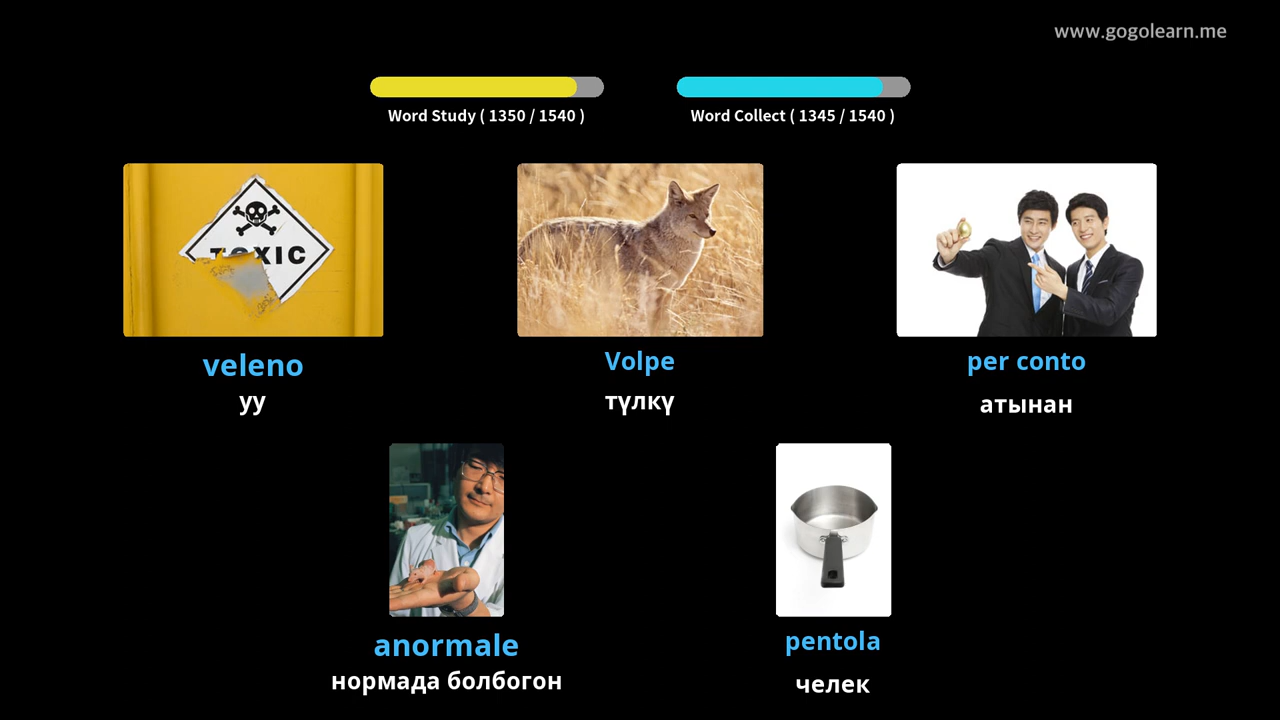 www.gogolearn.me
Word Study ( 1350 / 1540 )
Word Collect ( 1345 / 1540 )
TOXIC
veleno
уу
Volpe
түлкү
per conto
атынан
anormale
нормада болбогон
pentola
челек